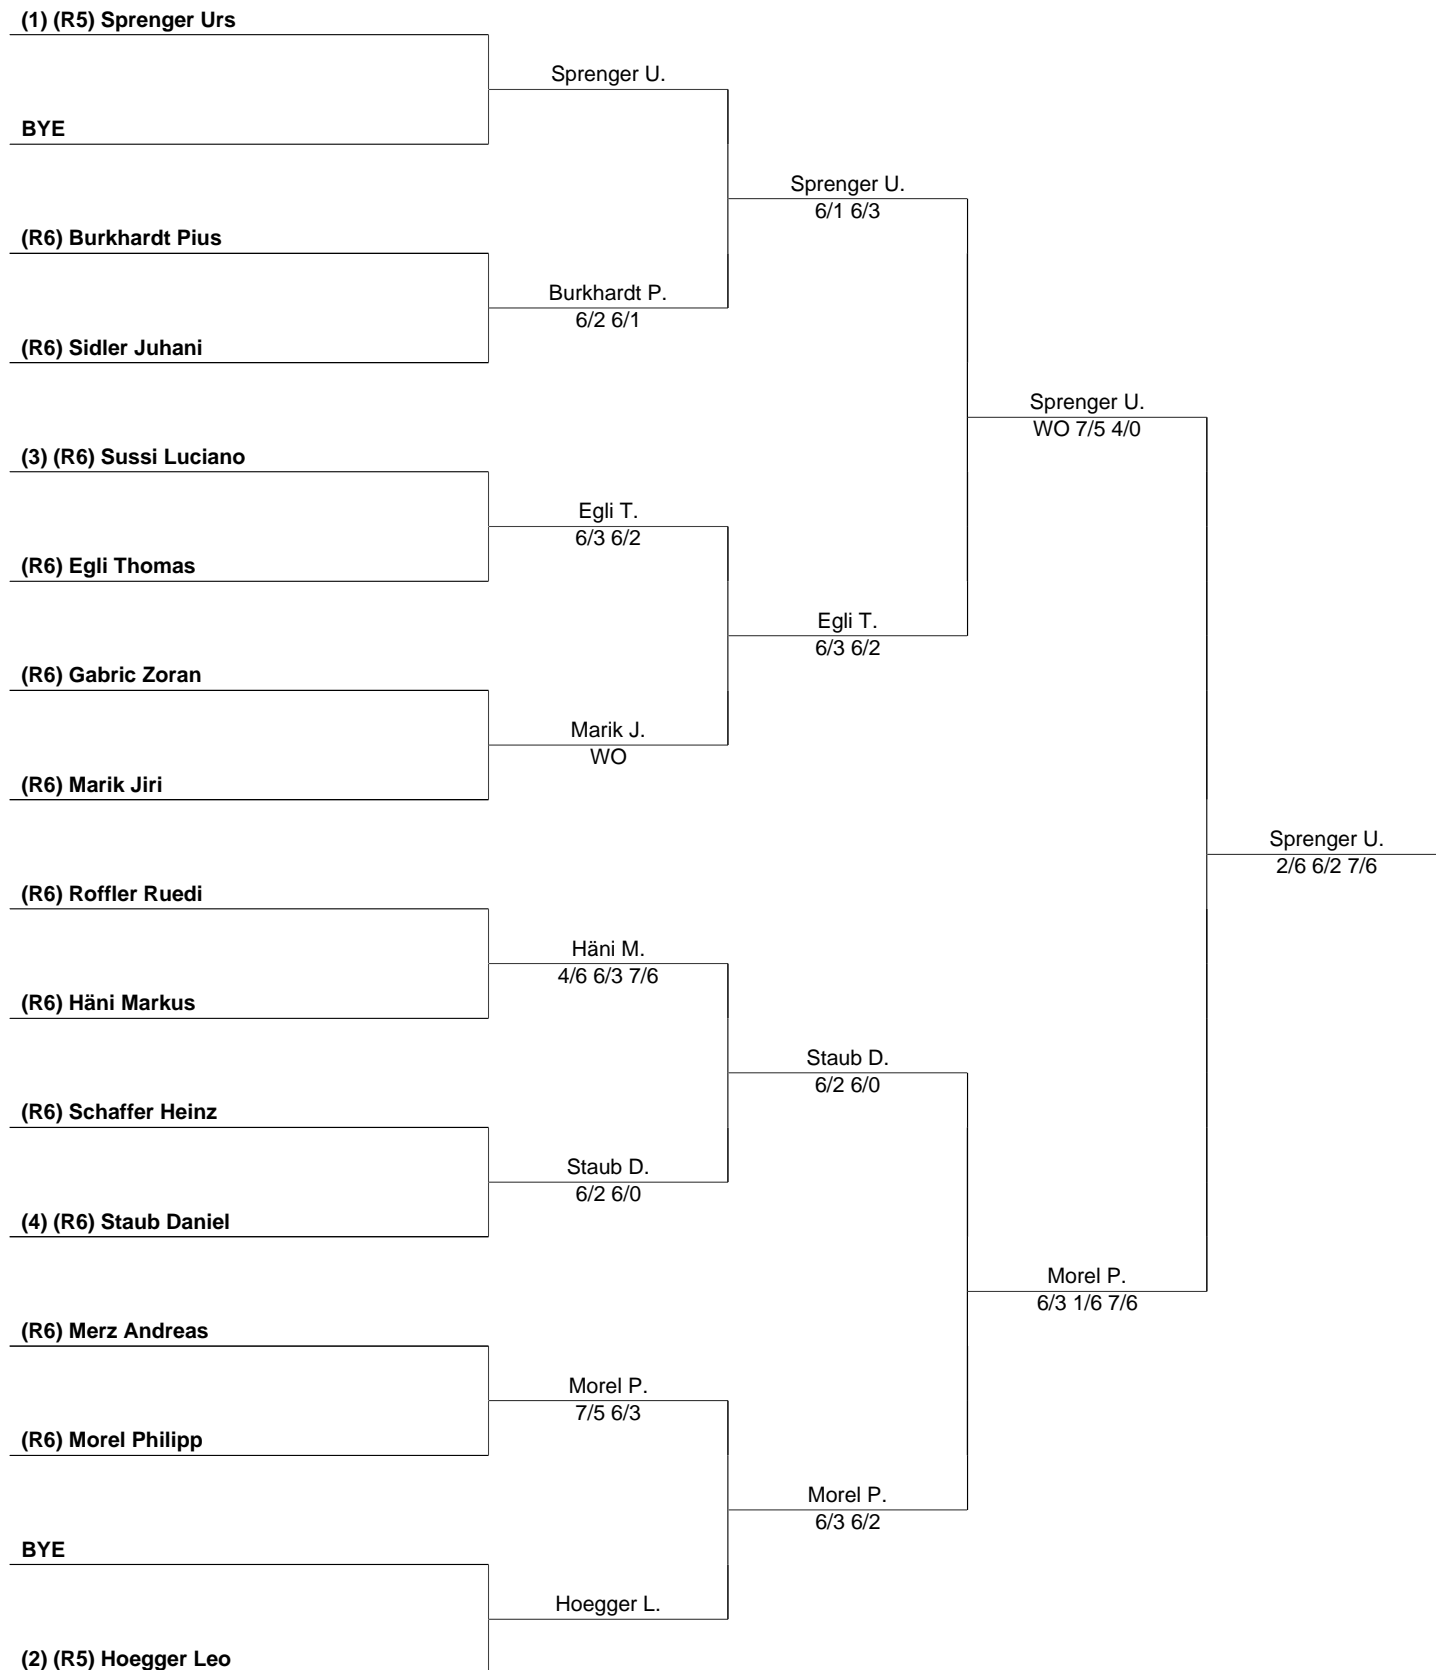 (1) (R5) Sprenger Urs
Sprenger U.
BYE
Sprenger U.
6/1 6/3
(R6) Burkhardt Pius
Burkhardt P.
6/2 6/1
(R6) Sidler Juhani
Sprenger U.
WO 7/5 4/0
(3) (R6) Sussi Luciano
Egli T.
6/3 6/2
(R6) Egli Thomas
Egli T.
6/3 6/2
(R6) Gabric Zoran
Marik J.
WO
(R6) Marik Jiri
Sprenger U.
2/6 6/2 7/6
(R6) Roffler Ruedi
Häni M.
4/6 6/3 7/6
(R6) Häni Markus
Staub D.
6/2 6/0
(R6) Schaffer Heinz
Staub D.
6/2 6/0
(4) (R6) Staub Daniel
Morel P.
6/3 1/6 7/6
(R6) Merz Andreas
Morel P.
7/5 6/3
(R6) Morel Philipp
Morel P.
6/3 6/2
BYE
Hoegger L.
(2) (R5) Hoegger Leo